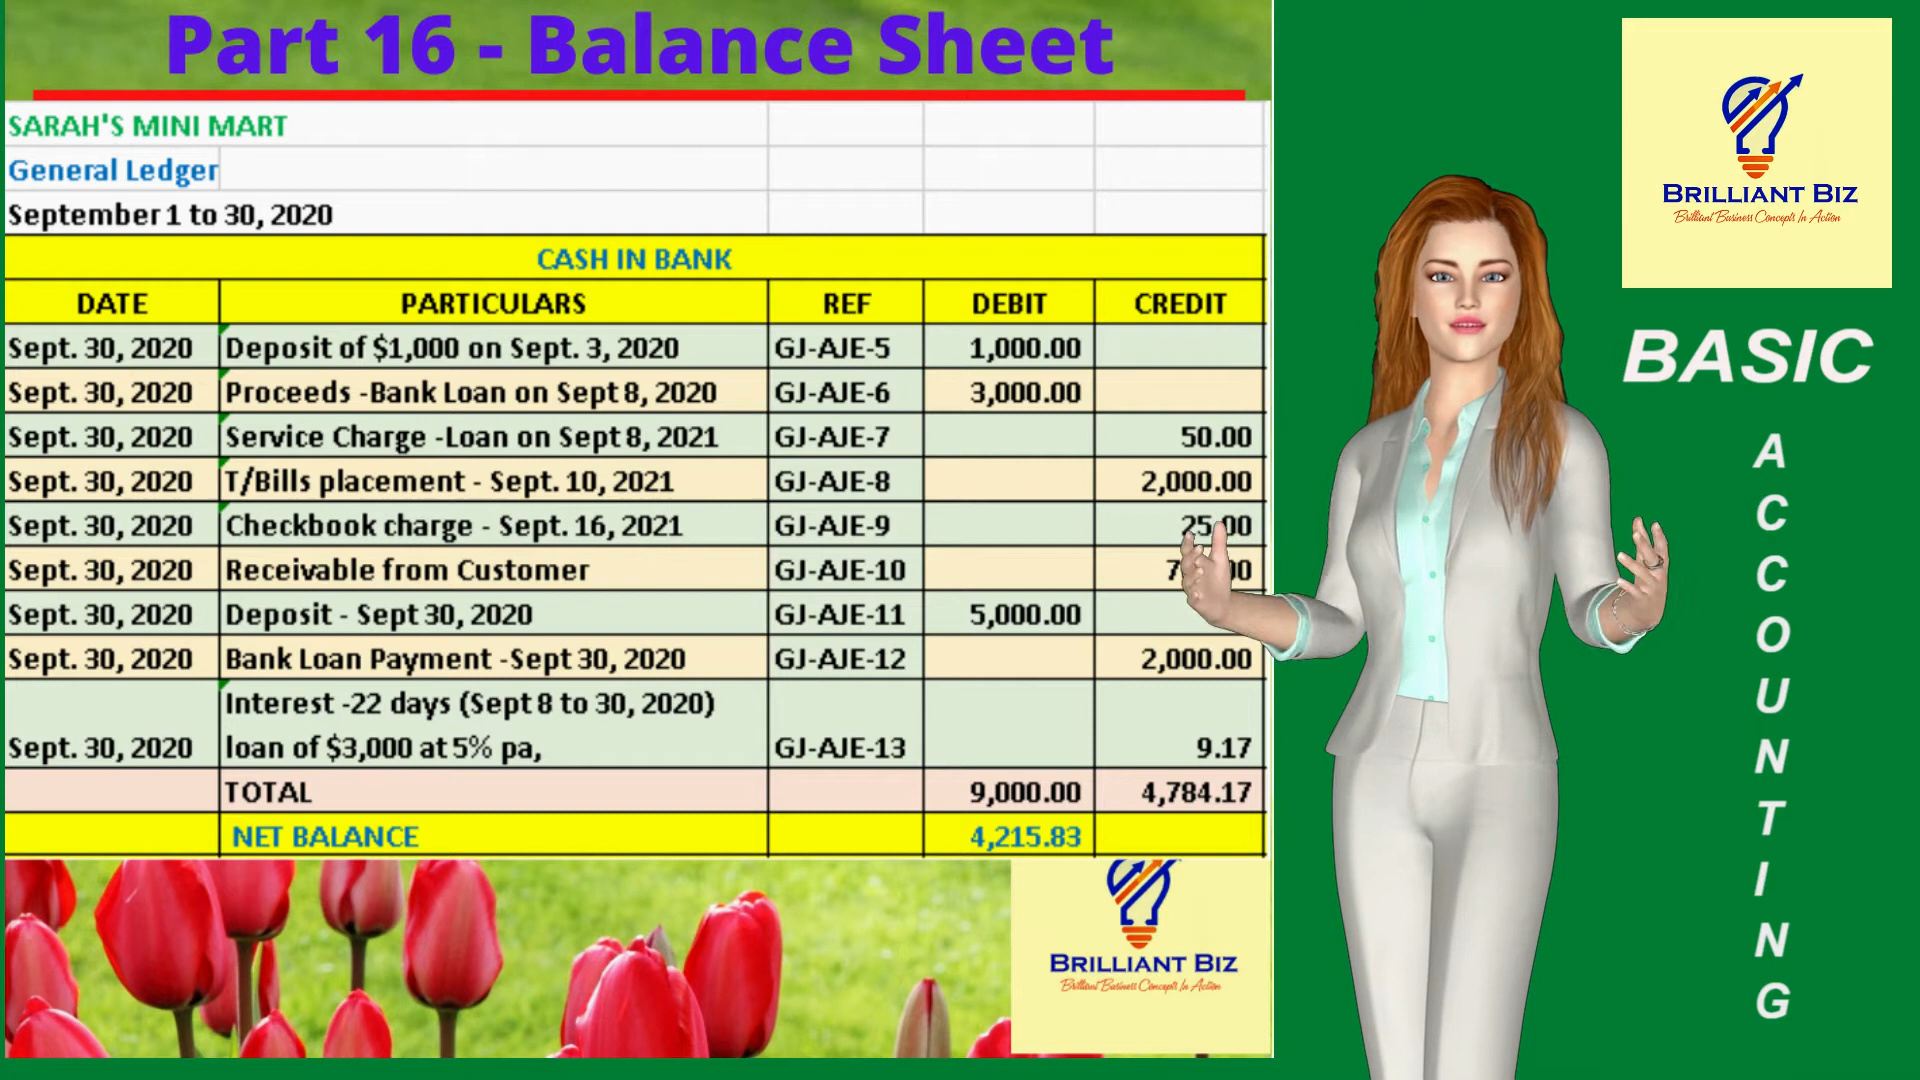 Part 16 - Balance Sheet
SARAH'S MINI MART
General Ledger
September 1 to 30, 2020
CASH IN BANK
DATE PARTICULARS REF DEBIT CREDIT
Sept. 30, 2020 Deposit of $1,000 on Sept. 3, 2020 GJ-AJE-5 1,000.00
Sept. 30, 2020 Proceeds -Bank Loan on Sept 8, 2020 GJ-AJE-6 3,000.00
Sept. 30, 2020 Service Charge -Loan on Sept 8, 2021 GJ-AJE-7 50.00
Sept. 30, 2020 T/Bills placement - Sept. 10, 2021 GJ-AJE-8 2,000.00
Sept. 30, 2020 Checkbook charge - Sept. 16, 2021 GJ-AJE-9 25.00
Sept. 30, 2020 Receivable from Customer GJ-AJE-10
Sept. 30, 2020 Deposit - Sept 30, 2020 GJ-AJE-11 5,000.00
Sept. 30, 2020 Bank Loan Payment -Sept 30, 2020 GJ-AJE-12 2,000.00
Interest -22 days (Sept 8 to 30, 2020)
Sept. 30, 2020 loan of $3,000 at 5% pa, GJ-AJE-13 9.17
TOTAL 9,000.00 4,784.17
NET BALANCE 4,215.83
BRILLIANT BIZ
Brilliant Business Concepts In Action
BRILLIANT BIZ
Brilliant Business Concepts In Action
BASIC
A
C
C
O
U
N
T
I
N
G